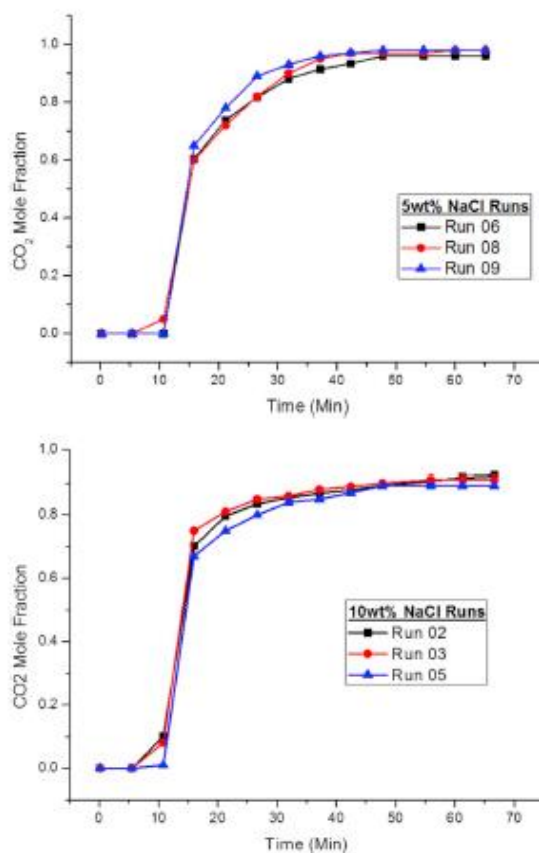 1.0
0.8
0.6
0.4
0.2
0.0
CO2 Mole Fraction
5wt% NaCl Runs
Run 06
Run 08
Run 09
0 10 20 30 40 50 60 70
Time (Min)
1.0
0.8
0.6
0.4
0.2
0.0
CO2 Mole Fraction
10wt% NaCl Runs
Run 02
Run 03
Run 05
0 10 20 30 40 50 60 70
Time (Min)